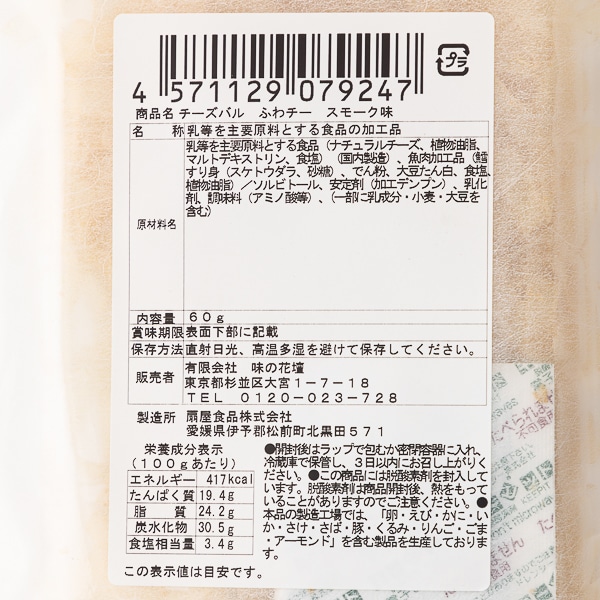 4 571129 079247
プラ
商品名 チーズバル ふわチー スモーク味
名 称 乳等を主要原料とする食品の加工品
原材料名
乳等を主要原料とする食品（ナチュラルチーズ、植物油脂、
マルトデキストリン、食塩）（国内製造）、魚肉加工品（鱈
すり身（スケトウダラ、砂糖）、でん粉、大豆たん白、食塩、
植物油脂）／ソルビトール、安定剤（加工デンプン）、乳化
剤、調味料（アミノ酸等）、（一部に乳成分・小麦・大豆を
含む）
内容量 60g
賞味期限 表面下部に記載
保存方法 直射日光、高温多湿を避けて保存してください。
販売者
有限会社 味の花壇
東京都杉並区大宮1-7-18
TEL 0120-023-728
製造所 扇屋食品株式会社
愛媛県伊予郡松前町北黒田571
栄養成分表示
（100gあたり）
エネルギー 417kcal
たんぱく質 19.4g
脂 質 24.2g
炭水化物 30.5g
食塩相当量 3.4g
この表示値は目安です。
●開封後はラップで包むか密閉容器に入れ、
冷蔵庫で保管し、3日以内にお召し上がりく
ださい。●この商品には脱酸素剤を封入して
います。脱酸素剤は商品開封後、熱をもって
いることがありますのでご注意ください。●
本品の製造工場では、「卵・えび・かに・い
か・さけ・さば・豚・くるみ・りんご・ごま
・アーモンド」を含む製品を生産しておりま
す。
たべられま
不可食用
KEEP